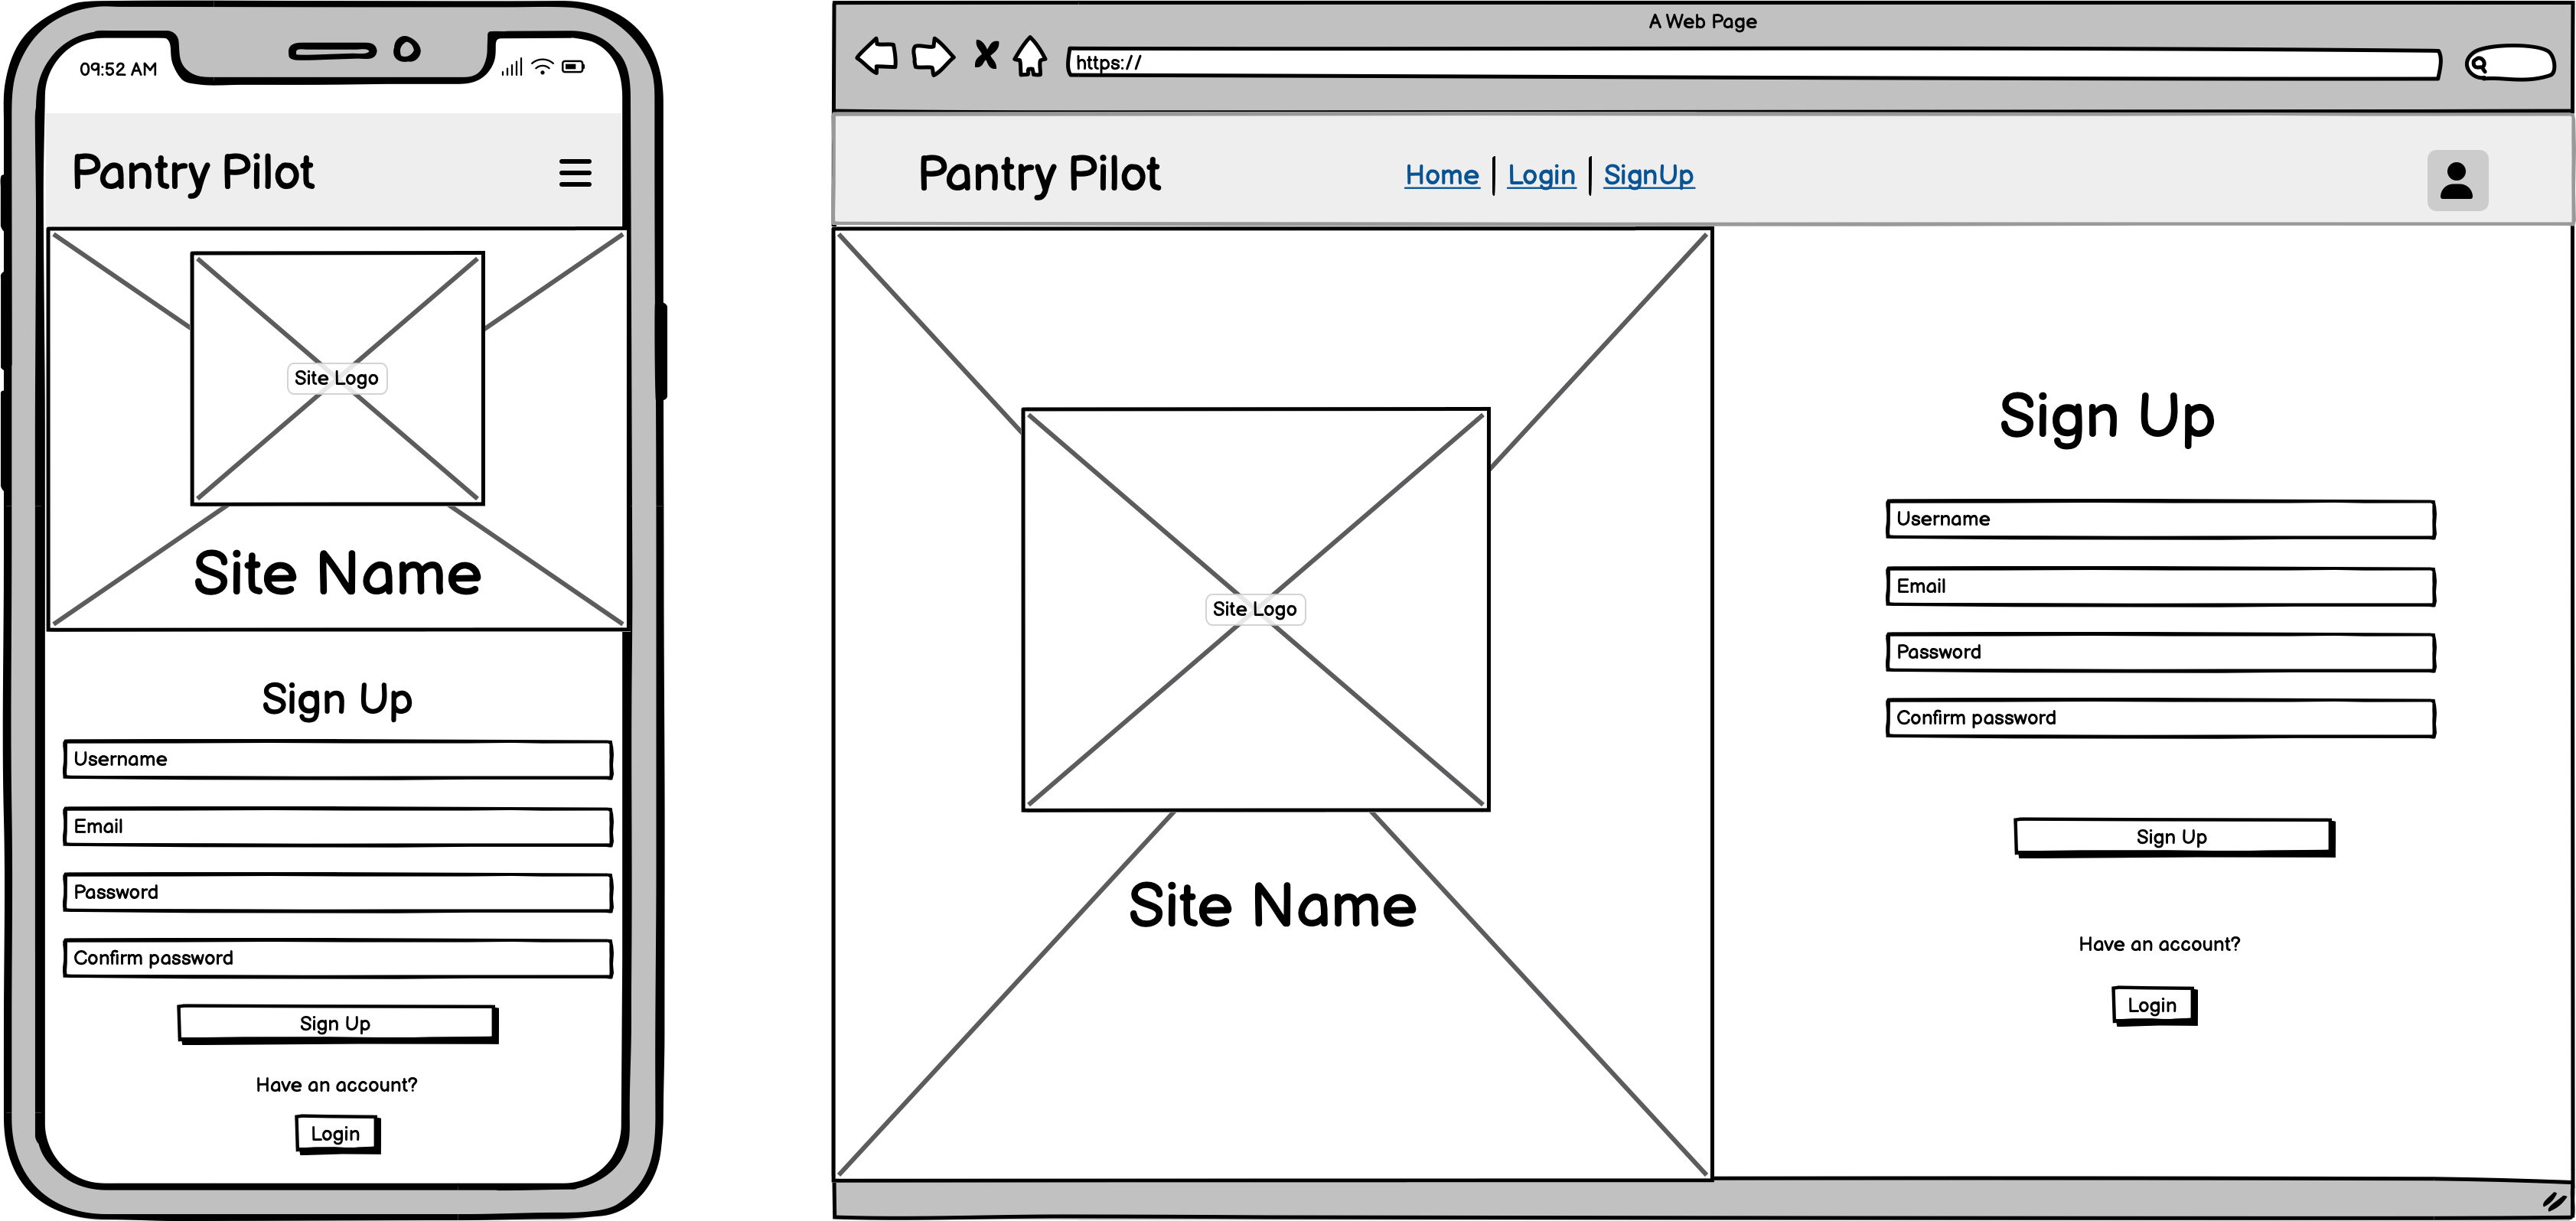 09:52 AM
Pantry Pilot
Site Logo
Site Name
Sign Up
Username
Email
Password
Confirm password
Sign Up
Have an account?
Login
A Web Page
https://
Pantry Pilot
Home | Login | SignUp
Site Logo
Site Name
Sign Up
Username
Email
Password
Confirm password
Sign Up
Have an account?
Login